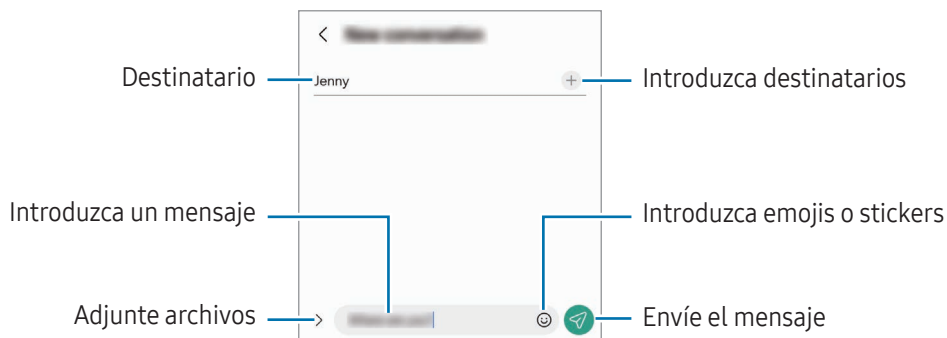 Destinatario
Jenny
Introduzca destinatarios
Introduzca un mensaje
Introduzca emojis o stickers
Adjunte archivos
Envíe el mensaje